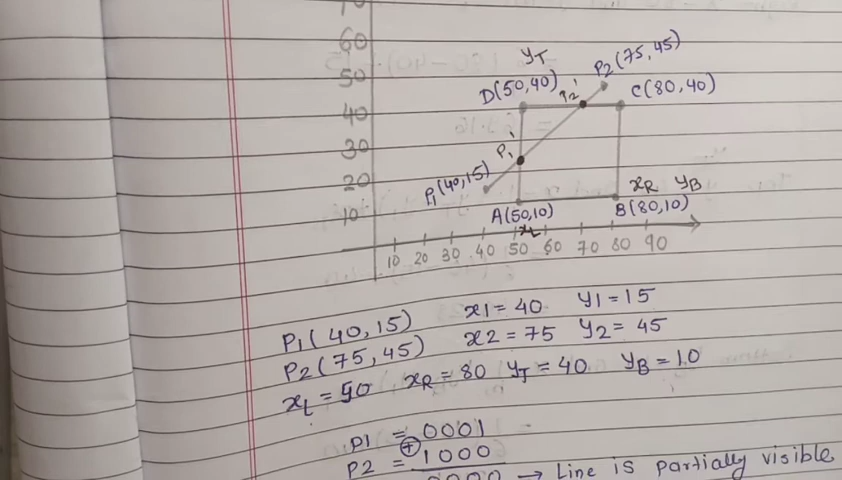 70
60
50
40
30
20
10
yT
P2(75,45)
D(50,40)
P2'
C(80,40)
P1'
P1(40,15)
xR yB
A(50,10)
B(80,10)
xL
10 20 30 40 50 60 70 80 90
P1(40,15) x1=40 y1=15
P2(75,45) x2=75 y2=45
xL=50 xR=80 yT=40 yB=10
P1 = 0001
P2 = ⊕ 1000
0000 → Line is partially visible